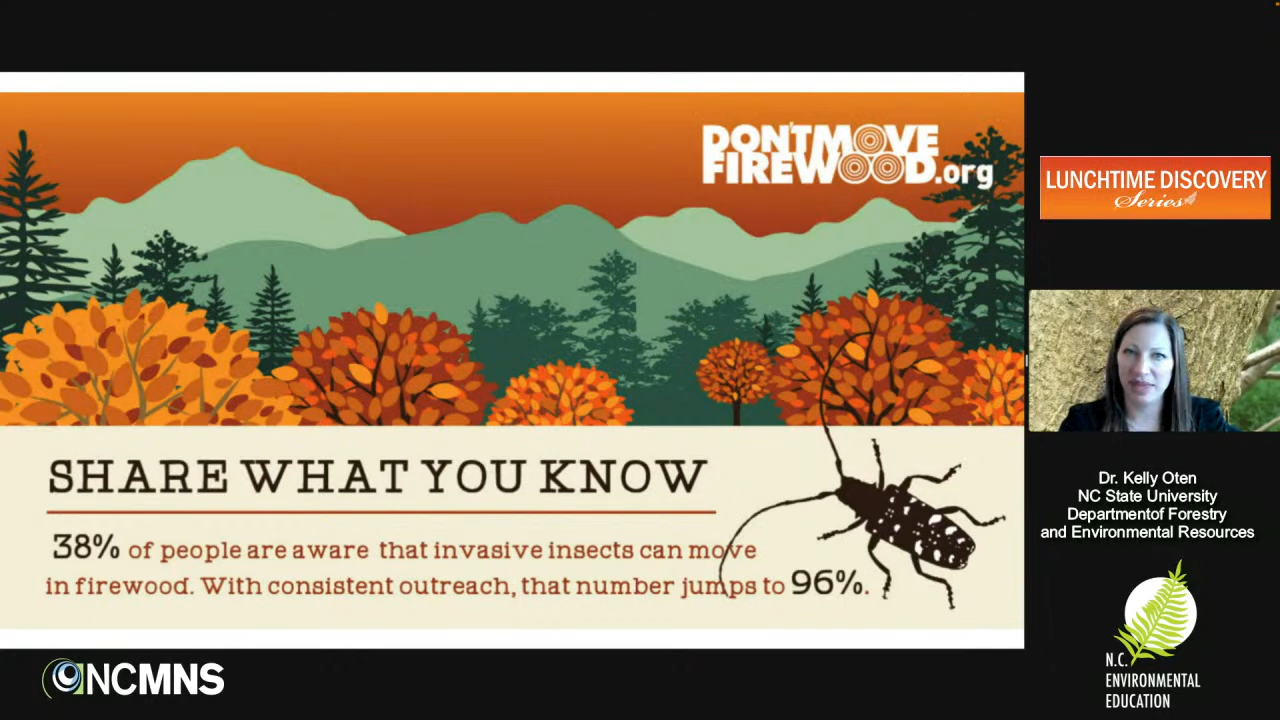 DON'T MOVE
FIREWOOD.org
LUNCHTIME DISCOVERY
Series
SHARE WHAT YOU KNOW
38% of people are aware that invasive insects can move
in firewood. With consistent outreach, that number jumps to 96%.
Dr. Kelly Oten
NC State University
Departmentof Forestry
and Environmental Resources
NCMNS
N.C.
ENVIRONMENTAL
EDUCATION